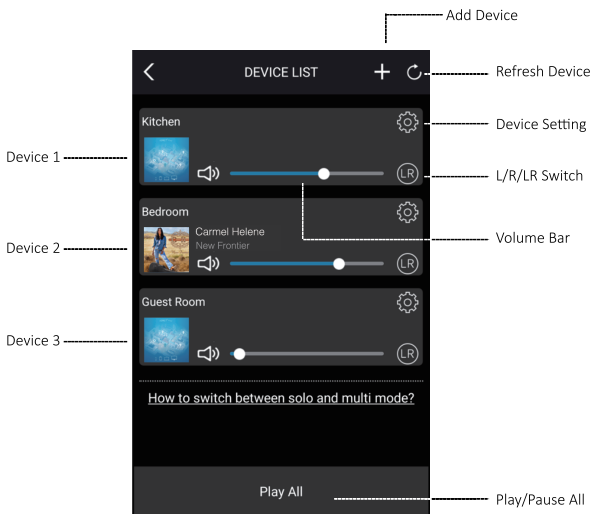 Add Device
DEVICE LIST
Refresh Device
Kitchen
Device Setting
Device 1
LR
L/R/LR Switch
Bedroom
Carmel Helene
New Frontier
Volume Bar
Device 2
LR
Guest Room
Device 3
LR
How to switch between solo and multi mode?
Play All
Play/Pause All